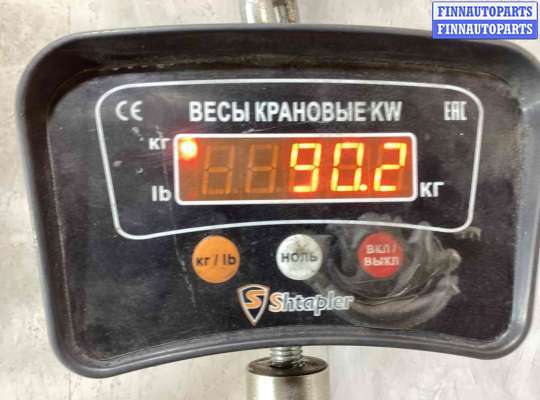 FINNAUTOPARTS
FINNAUTOPARTS
CE ВЕСЫ КРАНОВЫЕ KW EAC
кг
90.2
lb
КГ
кг / lb
НОЛЬ
ВКЛ /
ВЫКЛ
S Shtapler